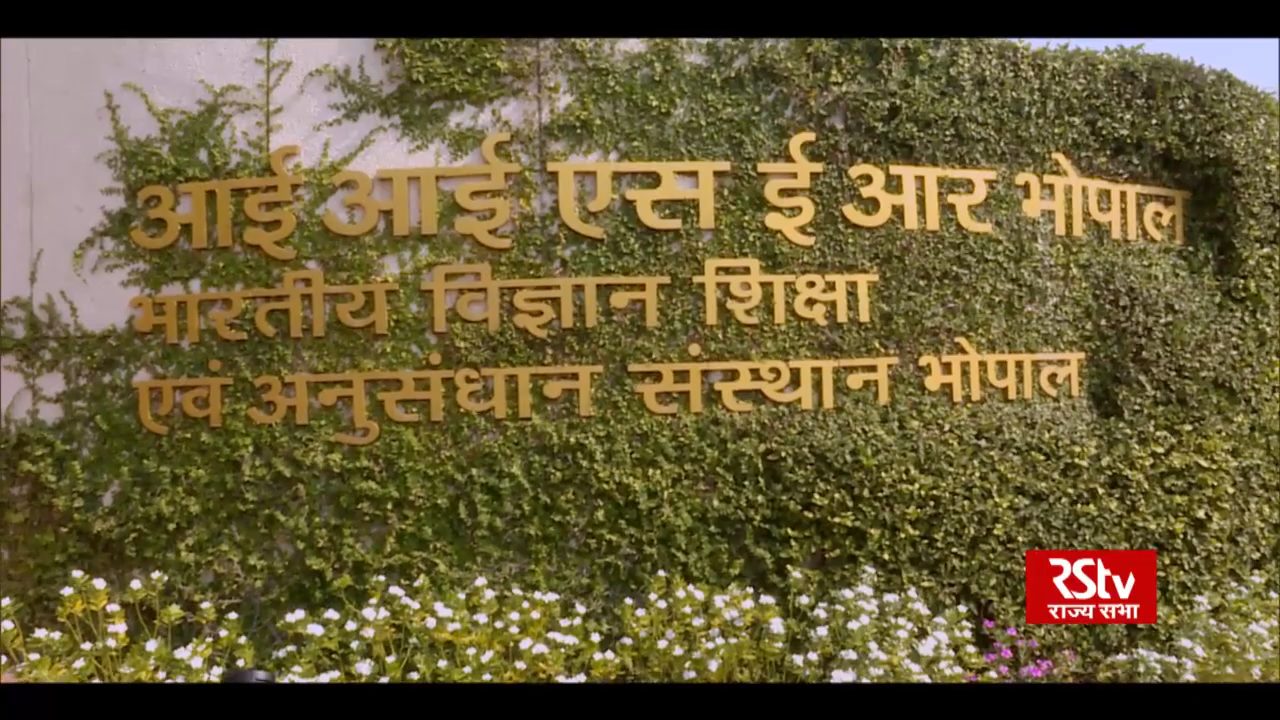 आई आई एस ई आर भोपाल
भारतीय विज्ञान शिक्षा
एवं अनुसंधान संस्थान भोपाल
RStv
राज्य सभा